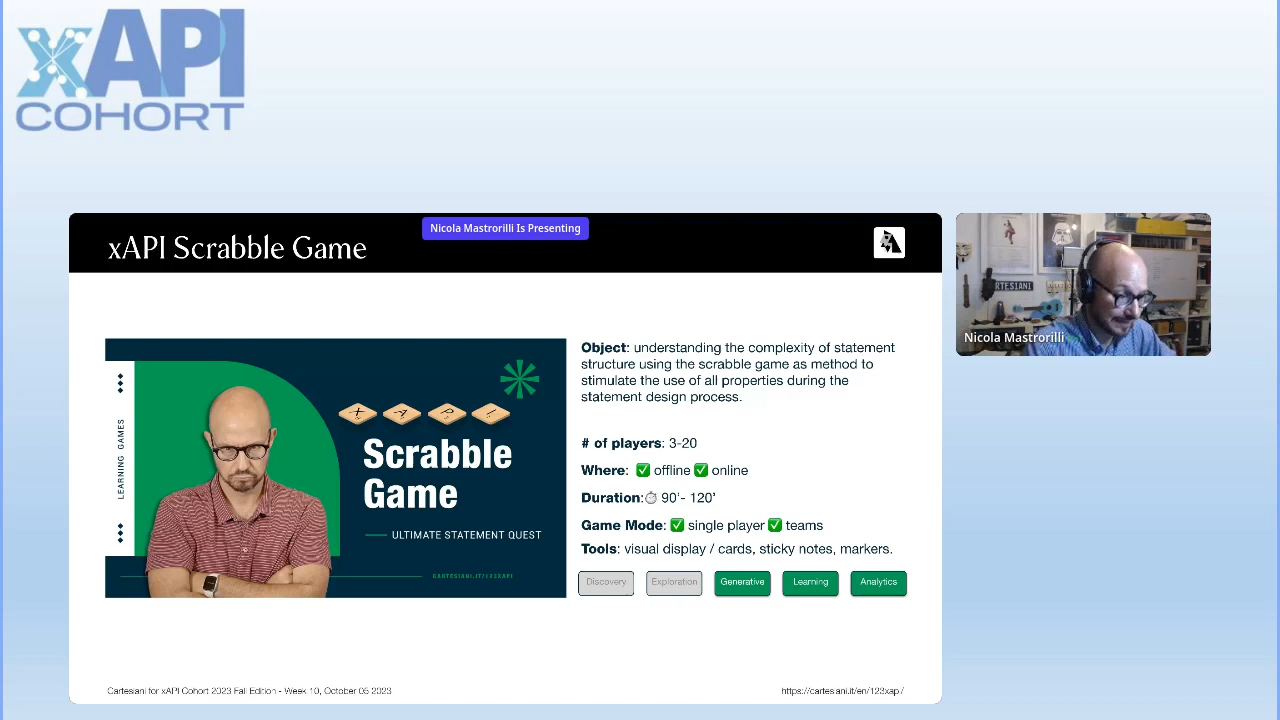 xAPI
COHORT
Nicola Mastrorilli Is Presenting
xAPI Scrabble Game
LEARNING GAMES
X A P I
Scrabble
Game
ULTIMATE STATEMENT QUEST
CARTESIANI.IT/123XAPI
Object: understanding the complexity of statement
structure using the scrabble game as method to
stimulate the use of all properties during the
statement design process.
# of players: 3-20
Where: ✅ offline ✅ online
Duration:⏱ 90'- 120'
Game Mode: ✅ single player ✅ teams
Tools: visual display / cards, sticky notes, markers.
Discovery Exploration Generative Learning Analytics
Cartesiani for xAPI Cohort 2023 Fall Edition - Week 10, October 05 2023
https://cartesiani.it/en/123xapi/
RTESIANI
Nicola Mastrorilli